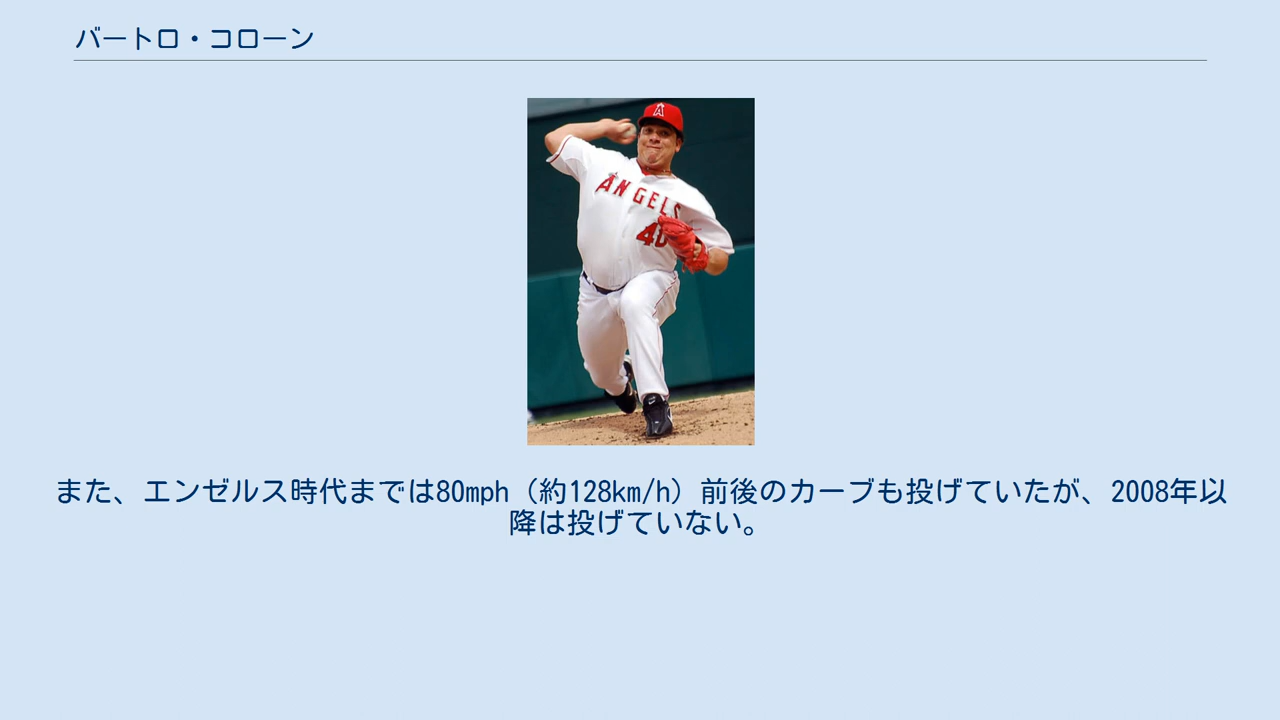 バートロ・コローン
A
ANGELS
40
また、エンゼルス時代までは80mph（約128km/h）前後のカーブも投げていたが、2008年以
降は投げていない。